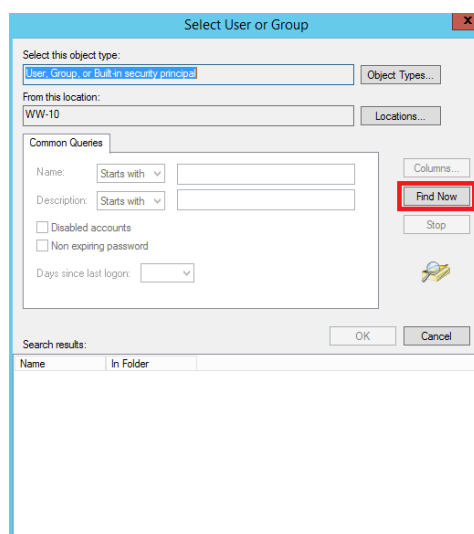 Select User or Group
x
Select this object type:
User, Group, or Built-in security principal
Object Types...
From this location:
WW-10
Locations...
Common Queries
Name:
Starts with
Columns...
Description:
Starts with
Find Now
Disabled accounts
Stop
Non expiring password
Days since last logon:
OK
Cancel
Search results:
Name
In Folder